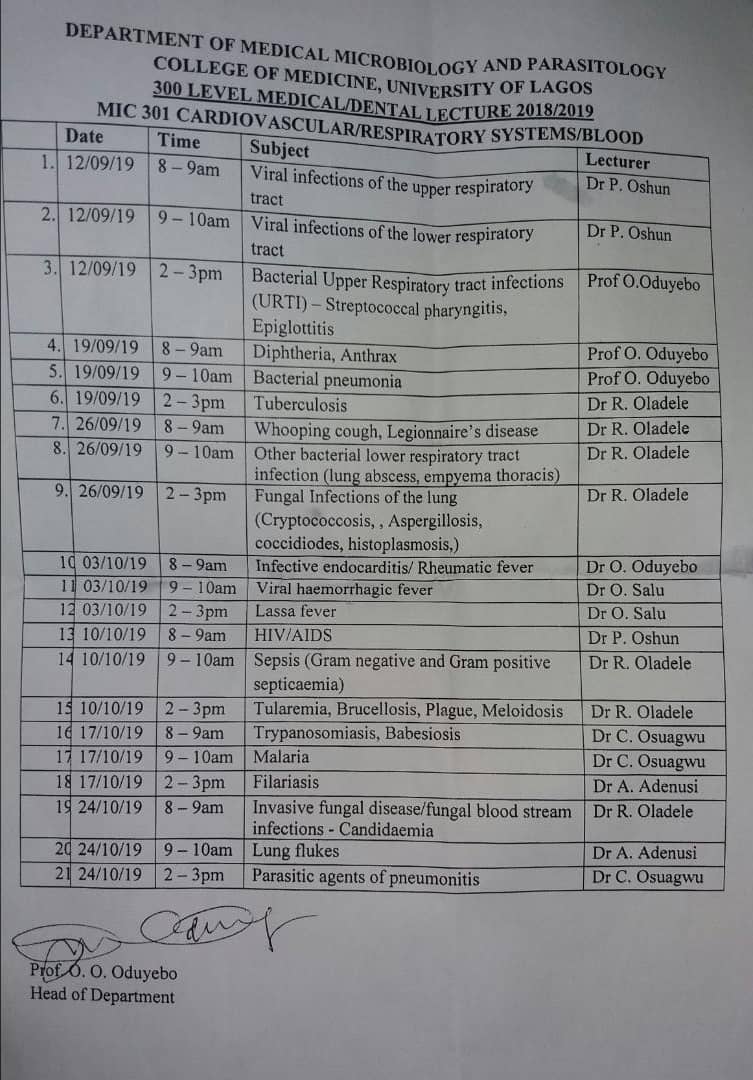 DEPARTMENT OF MEDICAL MICROBIOLOGY AND PARASITOLOGY
COLLEGE OF MEDICINE, UNIVERSITY OF LAGOS
300 LEVEL MEDICAL/DENTAL LECTURE 2018/2019
MIC 301 CARDIOVASCULAR/RESPIRATORY SYSTEMS/BLOOD
Date Time Subject Lecturer
1. 12/09/19 8 – 9am Viral infections of the upper respiratory Dr P. Oshun
tract
2. 12/09/19 9 – 10am Viral infections of the lower respiratory Dr P. Oshun
tract
3. 12/09/19 2 – 3pm Bacterial Upper Respiratory tract infections Prof O.Oduyebo
(URTI) – Streptococcal pharyngitis,
Epiglottitis
4. 19/09/19 8 – 9am Diphtheria, Anthrax Prof O. Oduyebo
5. 19/09/19 9 – 10am Bacterial pneumonia Prof O. Oduyebo
6. 19/09/19 2 – 3pm Tuberculosis Dr R. Oladele
7. 26/09/19 8 – 9am Whooping cough, Legionnaire's disease Dr R. Oladele
8. 26/09/19 9 – 10am Other bacterial lower respiratory tract Dr R. Oladele
infection (lung abscess, empyema thoracis)
9. 26/09/19 2 – 3pm Fungal Infections of the lung Dr R. Oladele
(Cryptococcosis, , Aspergillosis,
coccidiodes, histoplasmosis,)
10 03/10/19 8 – 9am Infective endocarditis/ Rheumatic fever Dr O. Oduyebo
11 03/10/19 9 – 10am Viral haemorrhagic fever Dr O. Salu
12 03/10/19 2 – 3pm Lassa fever Dr O. Salu
13 10/10/19 8 – 9am HIV/AIDS Dr P. Oshun
14 10/10/19 9 – 10am Sepsis (Gram negative and Gram positive Dr R. Oladele
septicaemia)
15 10/10/19 2 – 3pm Tularemia, Brucellosis, Plague, Meloidosis Dr R. Oladele
16 17/10/19 8 – 9am Trypanosomiasis, Babesiosis Dr C. Osuagwu
17 17/10/19 9 – 10am Malaria Dr C. Osuagwu
18 17/10/19 2 – 3pm Filariasis Dr A. Adenusi
19 24/10/19 8 – 9am Invasive fungal disease/fungal blood stream Dr R. Oladele
infections - Candidaemia
20 24/10/19 9 – 10am Lung flukes Dr A. Adenusi
21 24/10/19 2 – 3pm Parasitic agents of pneumonitis Dr C. Osuagwu
Prof O. O. Oduyebo
Head of Department